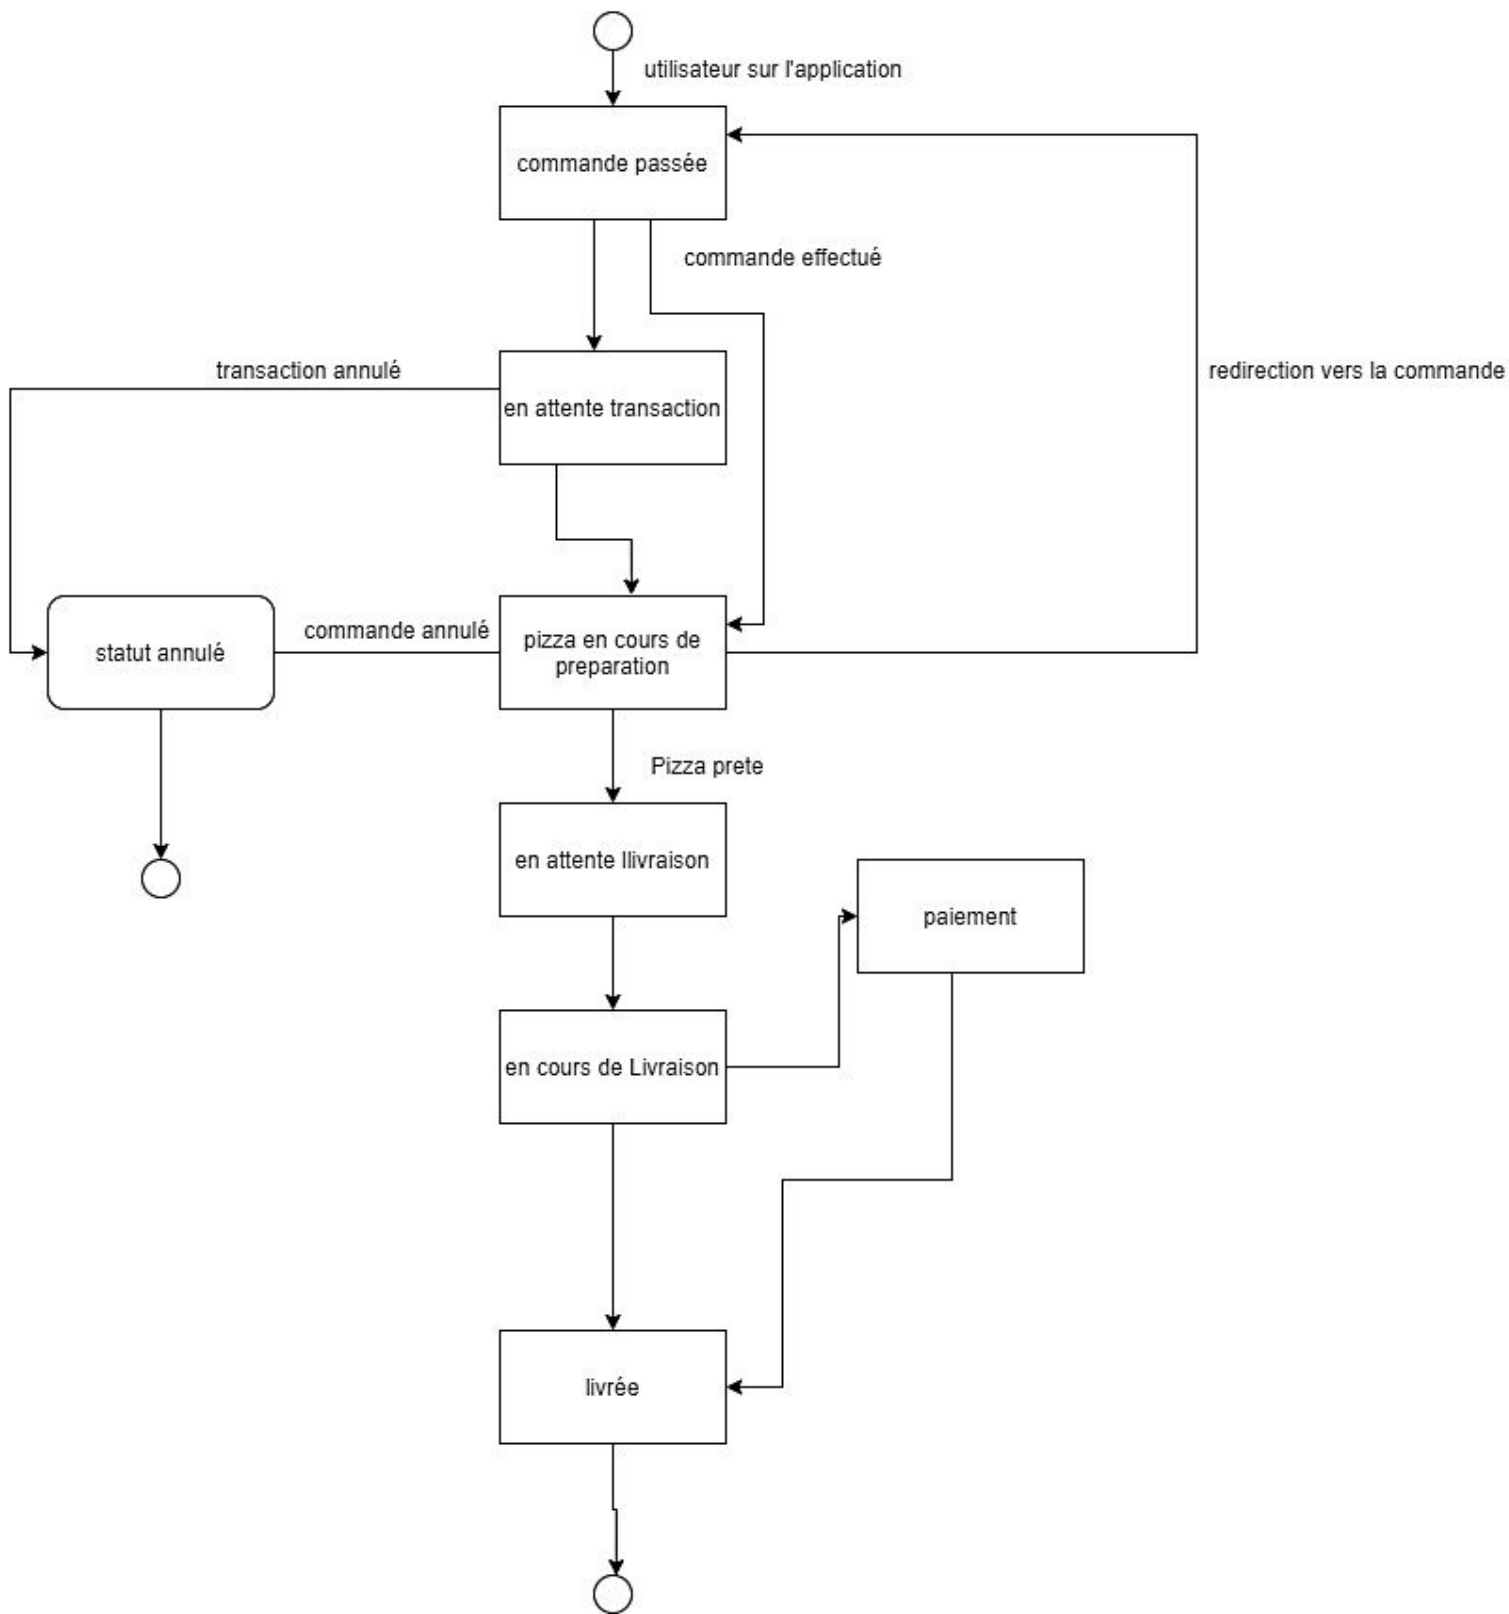 utilisateur sur l'application
commande passée
commande effectué
transaction annulé
redirection vers la commande
en attente transaction
commande annulé
statut annulé
pizza en cours de
preparation
Pizza prete
en attente llivraison
paiement
en cours de Livraison
livrée